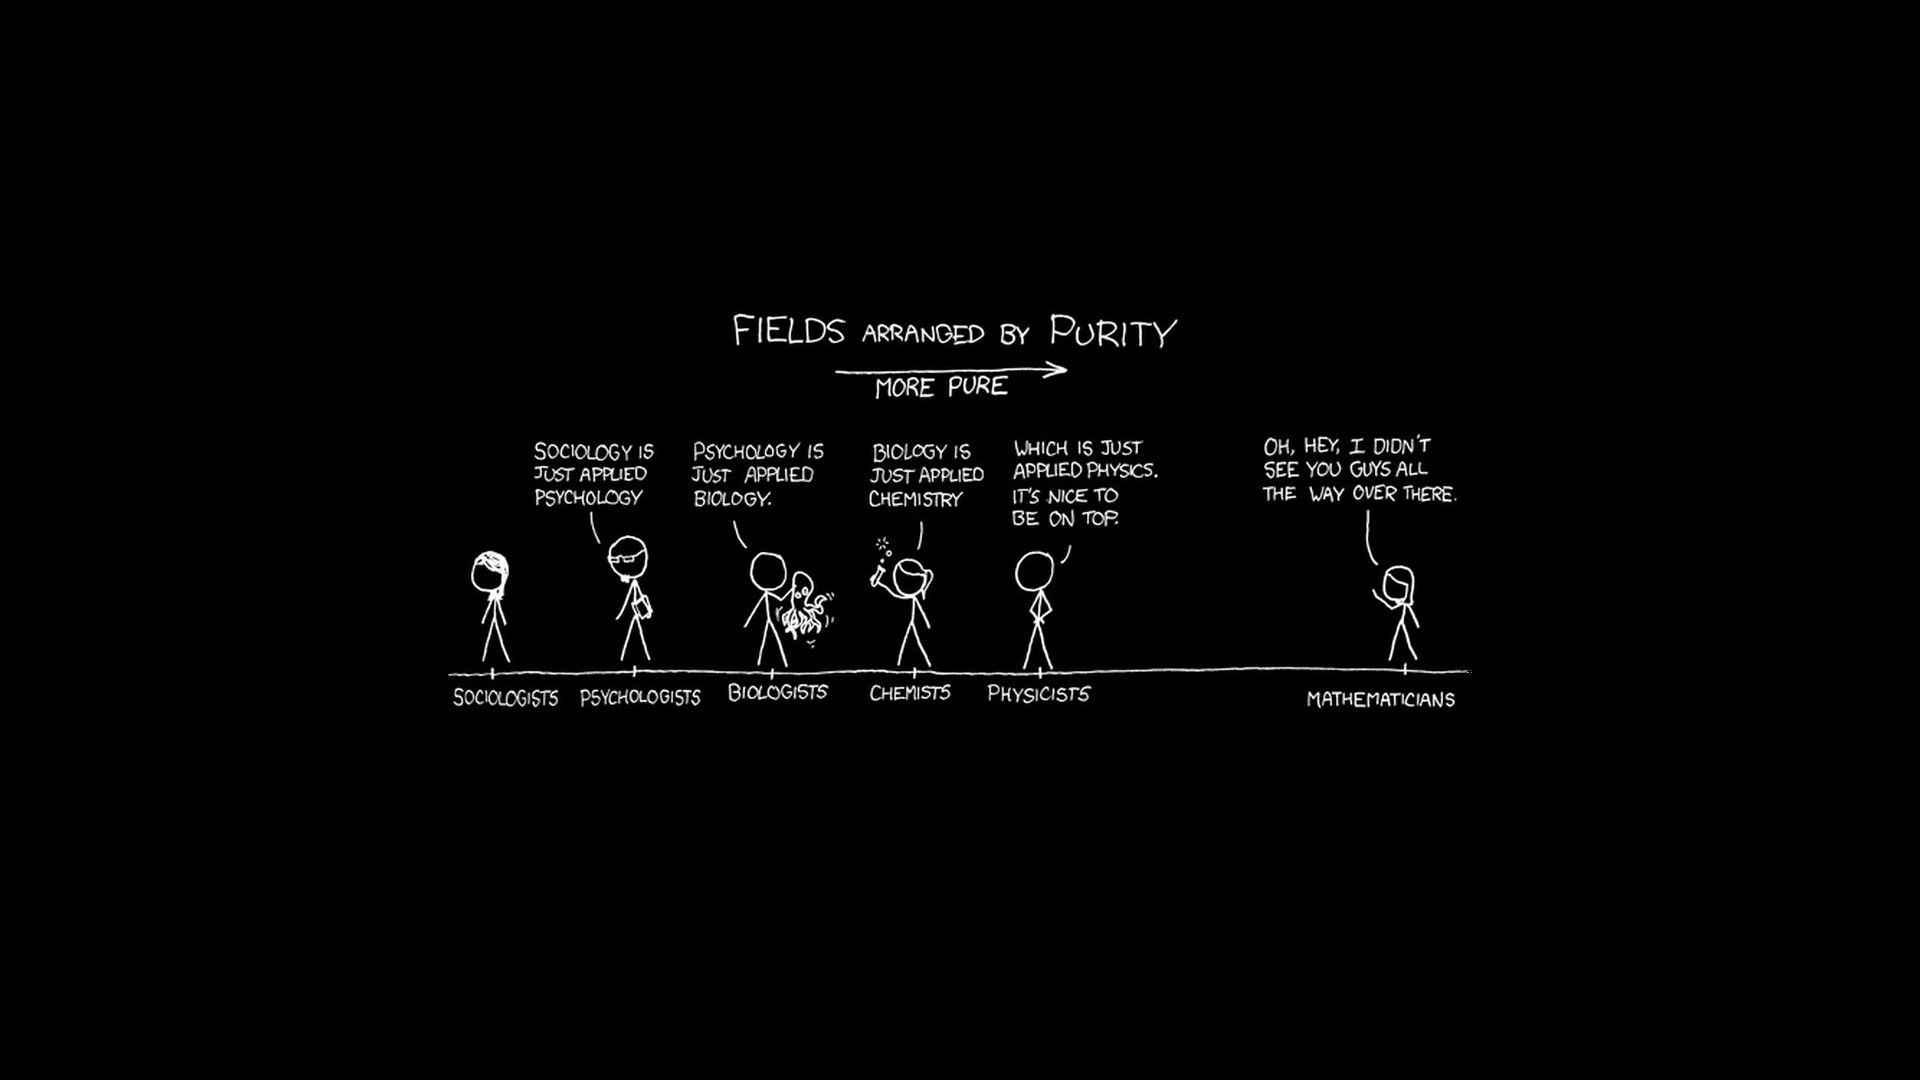 FIELDS ARRANGED BY PURITY
MORE PURE
SOCIOLOGY IS
JUST APPLIED
PSYCHOLOGY
PSYCHOLOGY IS
JUST APPLIED
BIOLOGY.
BIOLOGY IS
JUST APPLIED
CHEMISTRY
WHICH IS JUST
APPLIED PHYSICS.
IT'S NICE TO
BE ON TOP.
OH, HEY, I DIDN'T
SEE YOU GUYS ALL
THE WAY OVER THERE.
SOCIOLOGISTS
PSYCHOLOGISTS
BIOLOGISTS
CHEMISTS
PHYSICISTS
MATHEMATICIANS